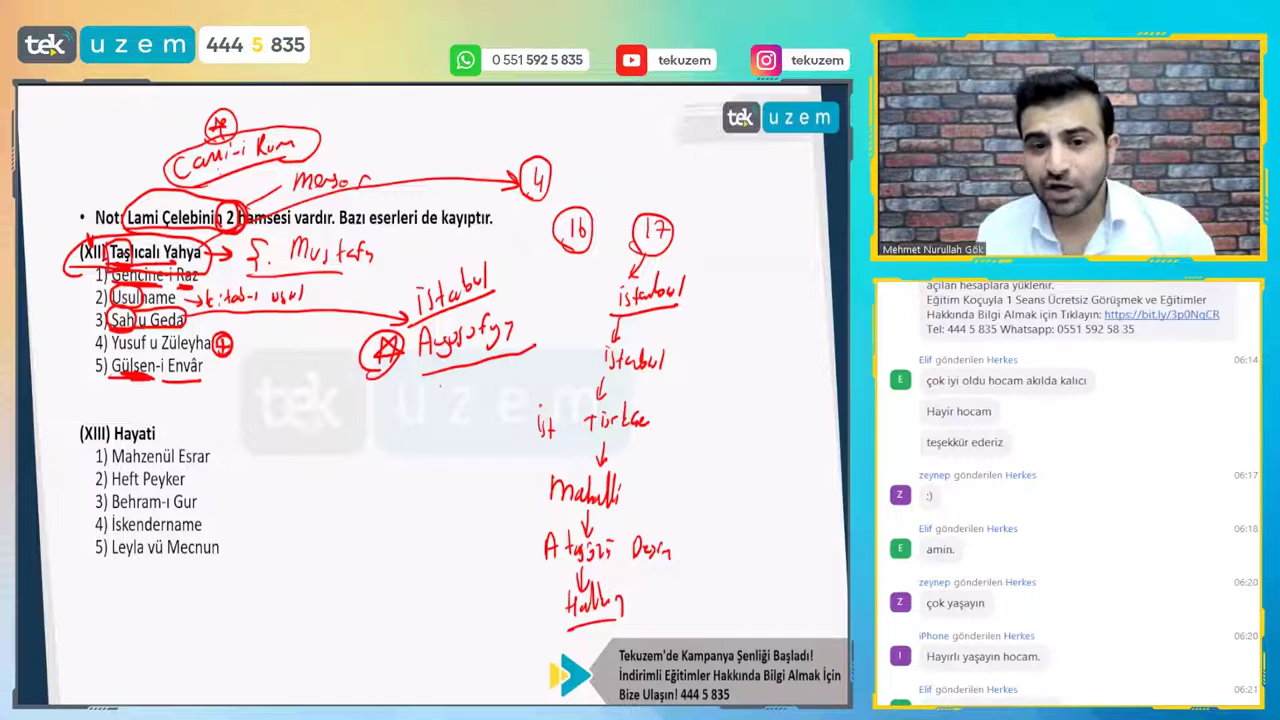 tek uzem 444 5 835
0 551 592 5 835
tekuzem
tekuzem
tek uzem
Cami-i Rum
4
• Not: Lami Çelebinin 2 hamsesi vardır. Bazı eserleri de kayıptır.
16
17
(XII) Taşlıcalı Yahya
Ş. Mustafa
1) Gencine-i Raz
2) Usulname
kitab-ı usul
3) Şah u Geda
İstanbul
Ayasofya
4) Yusuf u Züleyha
5) Gülşen-i Envâr
İstanbul
İstanbul
İst Türkçe
Mahalli
Atasözü Deyim
tek uzem
(XIII) Hayati
1) Mahzenül Esrar
2) Heft Peyker
3) Behram-ı Gur
4) İskendername
5) Leyla vü Mecnun
Tekuzem'de Kampanya Şenliği Başladı!
İndirimli Eğitimler Hakkında Bilgi Almak İçin
Bize Ulaşın! 444 5 835
Mehmet Nurullah Gök
açılan hesaplara yüklenir.
Eğitim Koçuyla 1 Seans Ücretsiz Görüşmek ve Eğitimler
Hakkında Bilgi Almak için Tıklayın: https://bit.ly/3p0NqCR
Tel: 444 5 835 Whatsapp: 0551 592 58 35
Elif gönderilen Herkes 06:14
E
çok iyi oldu hocam akılda kalıcı
Hayir hocam
teşekkür ederiz
zeynep gönderilen Herkes 06:17
Z
:)
Elif gönderilen Herkes 06:18
E
amin.
zeynep gönderilen Herkes 06:20
Z
çok yaşayın
iPhone gönderilen Herkes 06:20
I
Hayırlı yaşayın hocam.
Elif gönderilen Herkes 06:21